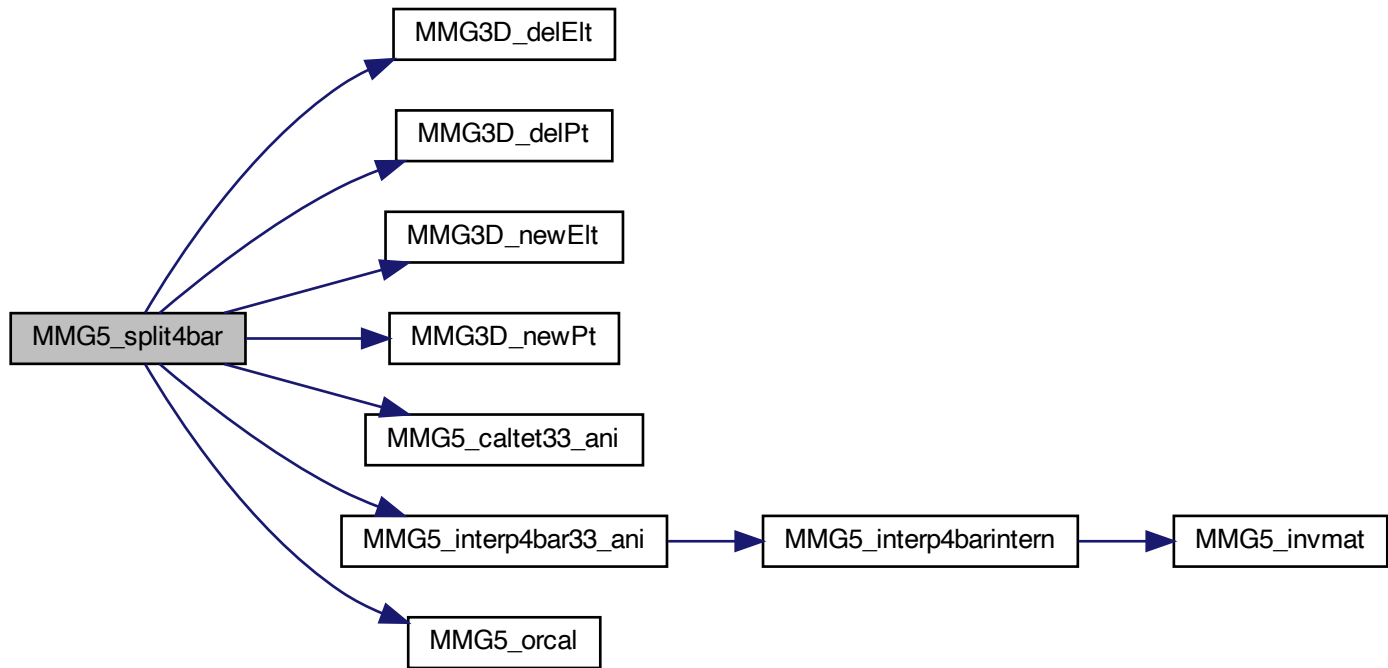 MMG3D_delElt
MMG3D_delPt
MMG3D_newElt
MMG5_split4bar
MMG3D_newPt
MMG5_caltet33_ani
MMG5_interp4bar33_ani
MMG5_interp4barintern
MMG5_invmat
MMG5_orcal